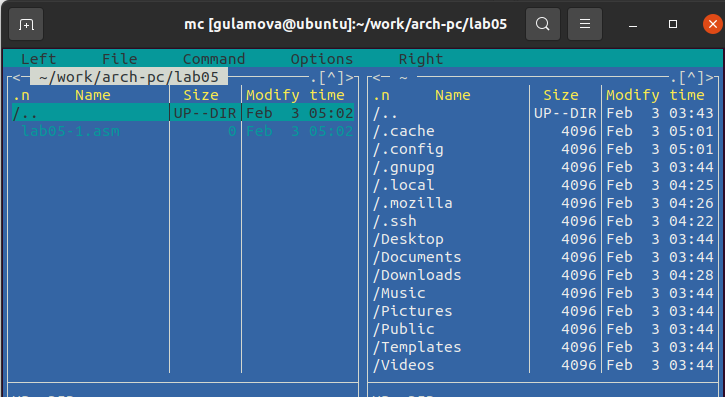 mc [gulamova@ubuntu]:~/work/arch-pc/lab05
Left File Command Options Right
<─ ~/work/arch-pc/lab05 .[^]>
.n Name Size Modify time
/.. UP--DIR Feb 3 05:02
lab05-1.asm 0 Feb 3 05:02
<─ ~ .[^]>
.n Name Size Modify time
/.. UP--DIR Feb 3 03:43
/.cache 4096 Feb 3 05:01
/.config 4096 Feb 3 05:01
/.gnupg 4096 Feb 3 03:44
/.local 4096 Feb 3 04:25
/.mozilla 4096 Feb 3 04:26
/.ssh 4096 Feb 3 04:22
/Desktop 4096 Feb 3 03:44
/Documents 4096 Feb 3 03:44
/Downloads 4096 Feb 3 04:28
/Music 4096 Feb 3 03:44
/Pictures 4096 Feb 3 03:44
/Public 4096 Feb 3 03:44
/Templates 4096 Feb 3 03:44
/Videos 4096 Feb 3 03:44